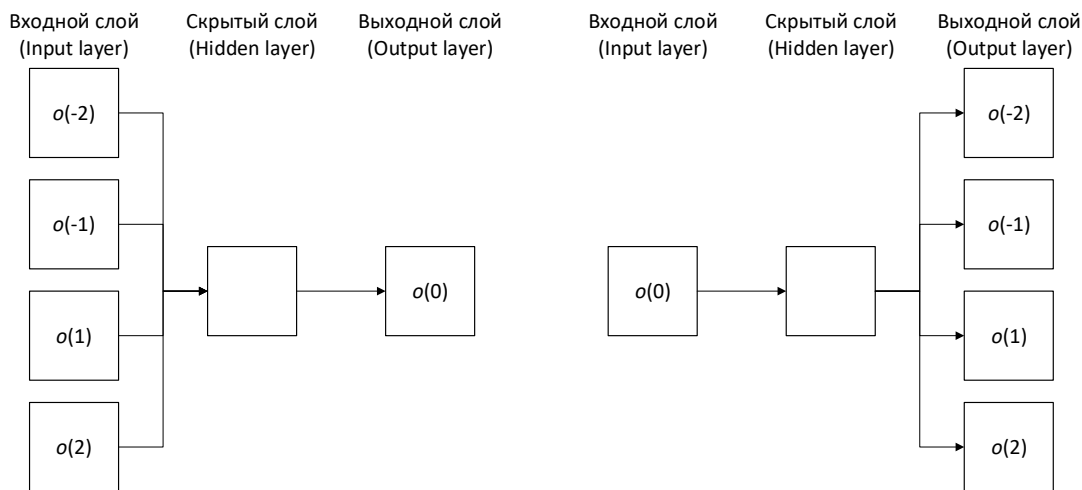 Входной слой
(Input layer)
Скрытый слой
(Hidden layer)
Выходной слой
(Output layer)
o(-2)
o(-1)
o(1)
o(2)
o(0)
Входной слой
(Input layer)
Скрытый слой
(Hidden layer)
Выходной слой
(Output layer)
o(0)
o(-2)
o(-1)
o(1)
o(2)